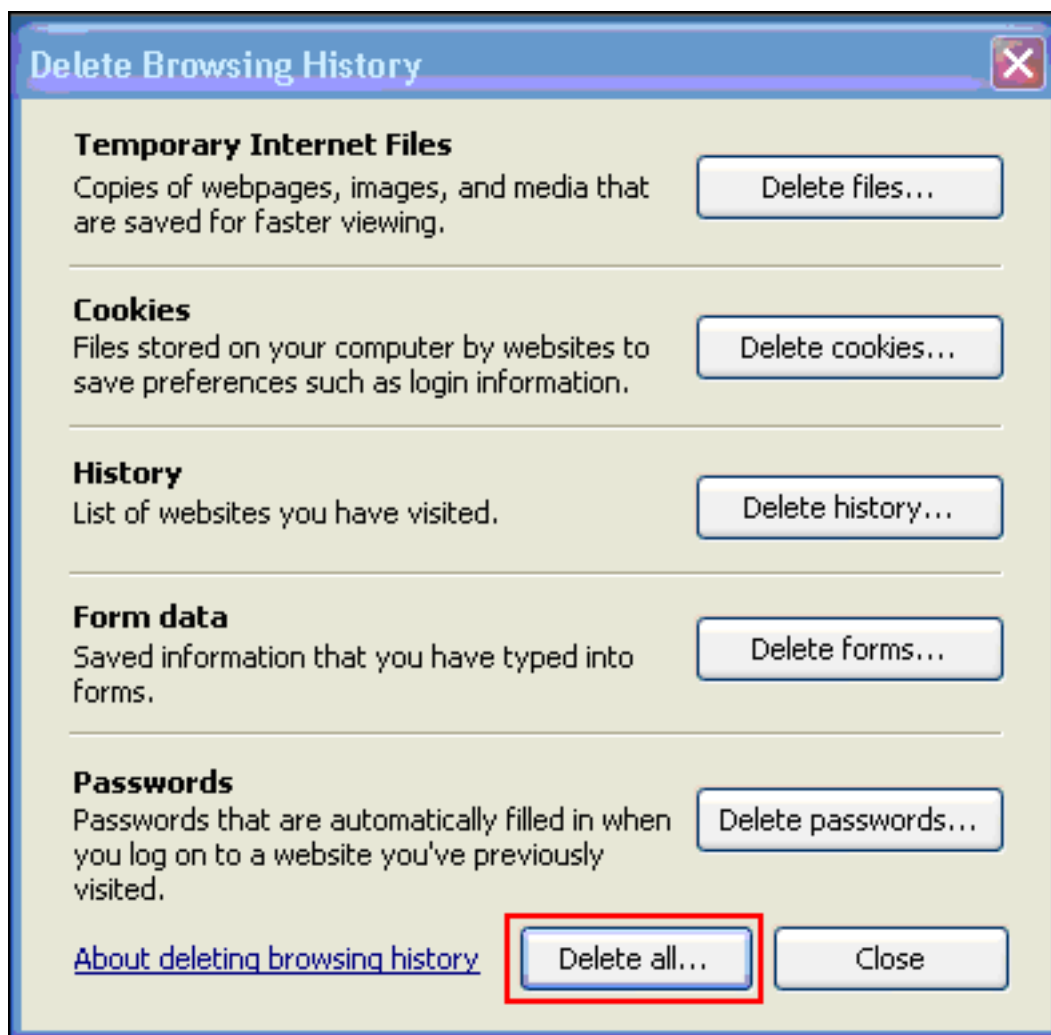 Delete Browsing History
Temporary Internet Files
Copies of webpages, images, and media that
are saved for faster viewing.
Delete files...
Cookies
Files stored on your computer by websites to
save preferences such as login information.
Delete cookies...
History
List of websites you have visited.
Delete history...
Form data
Saved information that you have typed into
forms.
Delete forms...
Passwords
Passwords that are automatically filled in when
you log on to a website you've previously
visited.
Delete passwords...
About deleting browsing history
Delete all...
Close